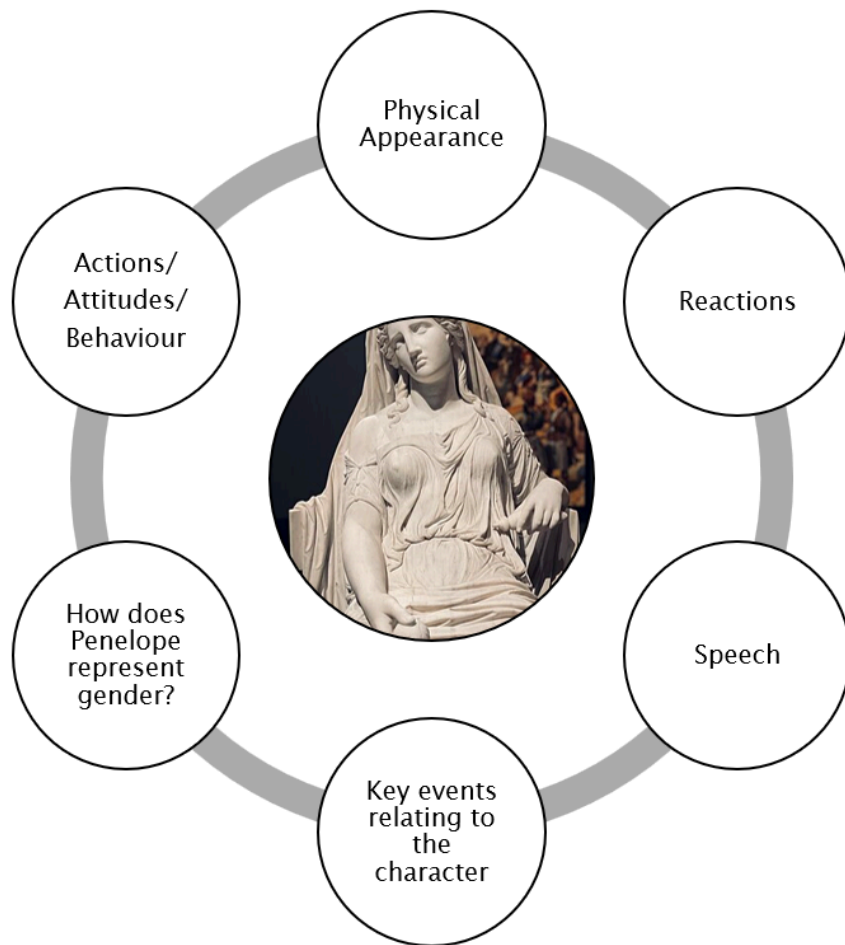 Physical
Appearance
Reactions
Speech
Key events
relating to
the
character
How does
Penelope
represent
gender?
Actions/
Attitudes/
Behaviour